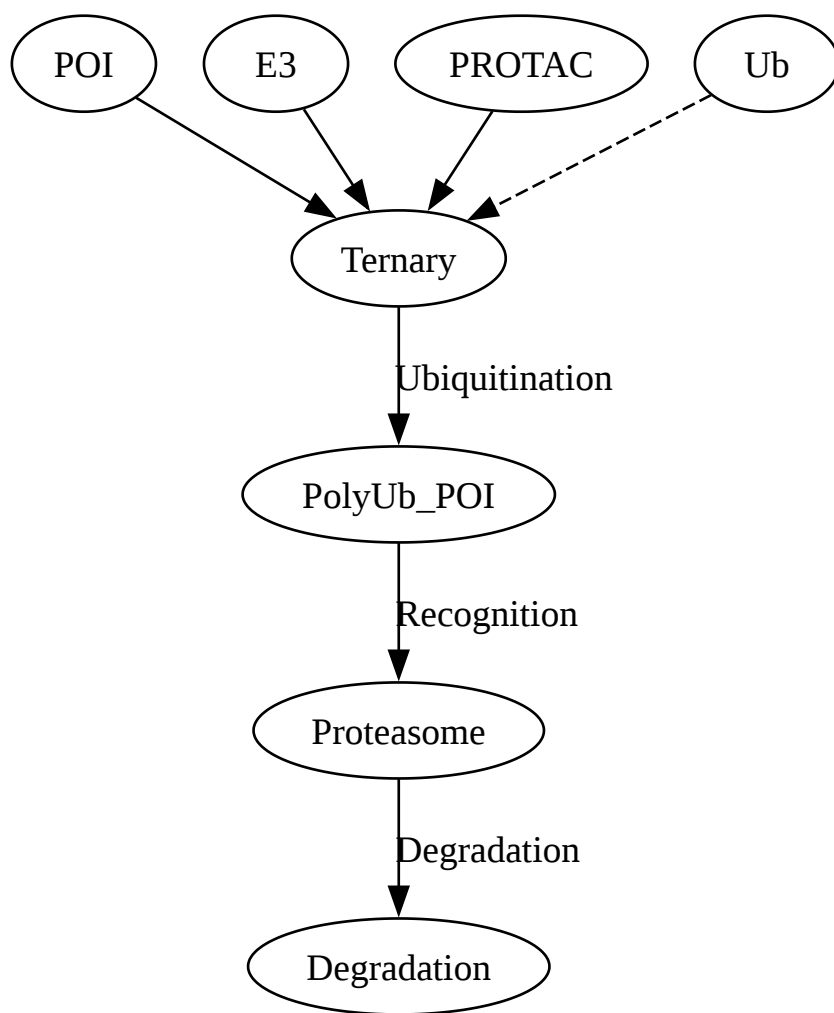 POI E3 PROTAC Ub
Ternary
Ubiquitination
PolyUb_POI
Recognition
Proteasome
Degradation
Degradation